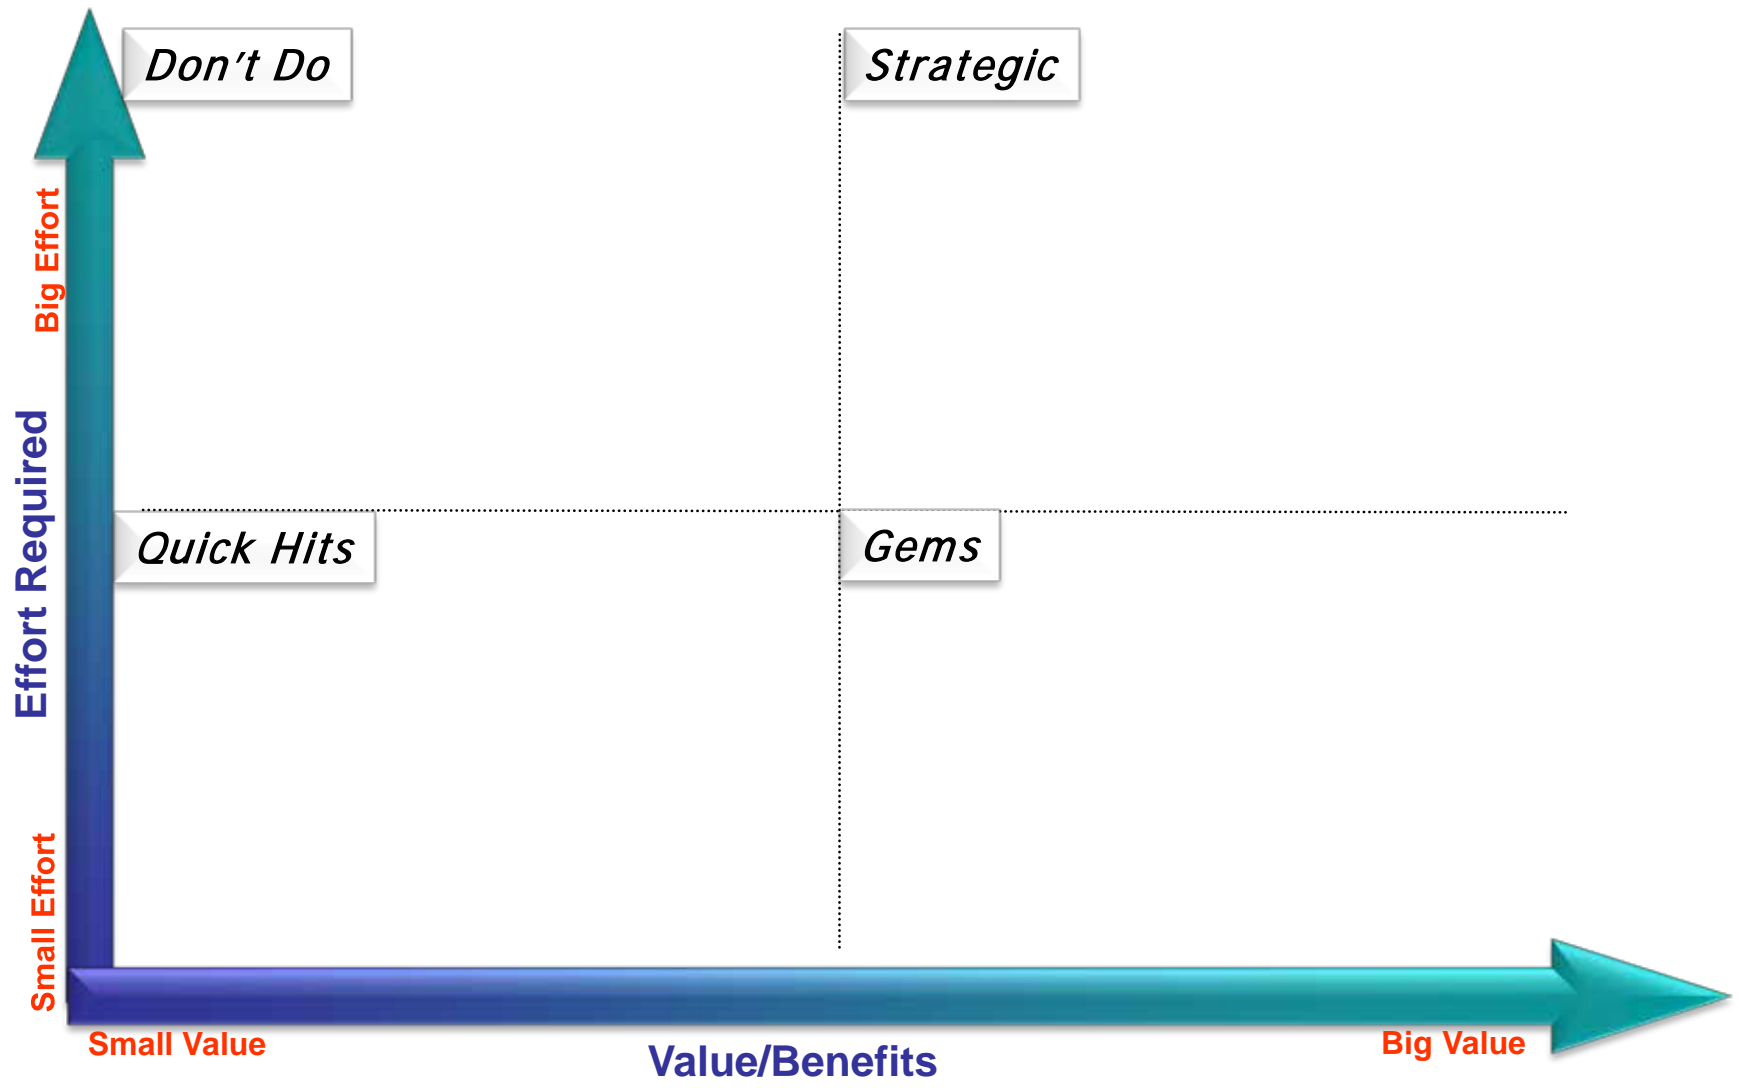 Don't Do
Strategic
Big Effort
Effort Required
Quick Hits
Gems
Small Effort
Small Value
Value/Benefits
Big Value